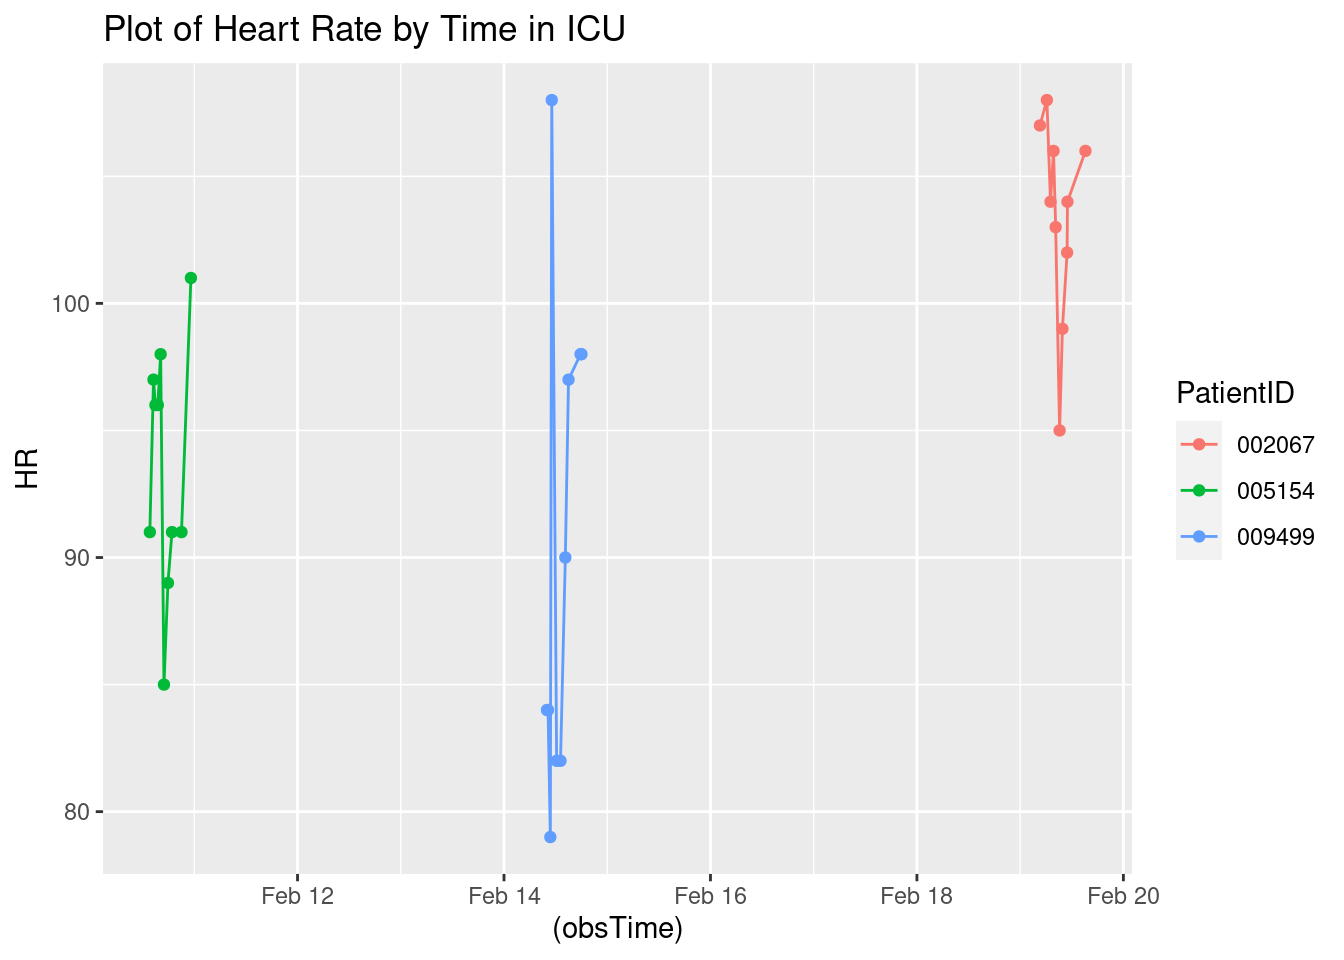 Plot of Heart Rate by Time in ICU
HR
100
90
80
Feb 12
Feb 14
Feb 16
Feb 18
Feb 20
(obsTime)
PatientID
002067
005154
009499